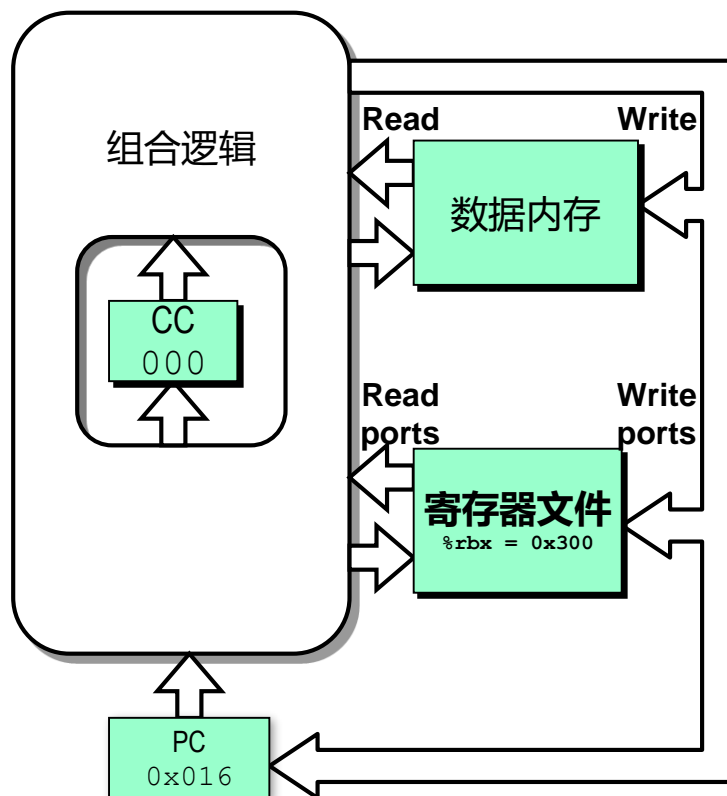 Read
Write
组合逻辑
数据内存
CC
000
Read
ports
Write
ports
寄存器文件
%rbx = 0x300
PC
0x016